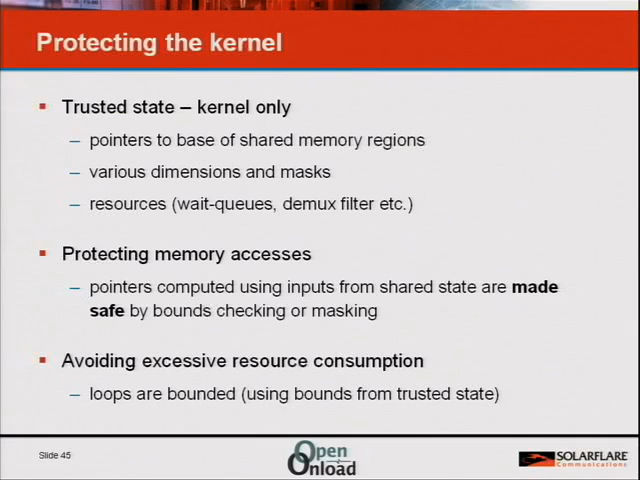 Protecting the kernel
▪ Trusted state – kernel only
– pointers to base of shared memory regions
– various dimensions and masks
– resources (wait-queues, demux filter etc.)
▪ Protecting memory accesses
– pointers computed using inputs from shared state are made
safe by bounds checking or masking
▪ Avoiding excessive resource consumption
– loops are bounded (using bounds from trusted state)
Slide 45
Open
Onload
SOLARFLARE
Communications